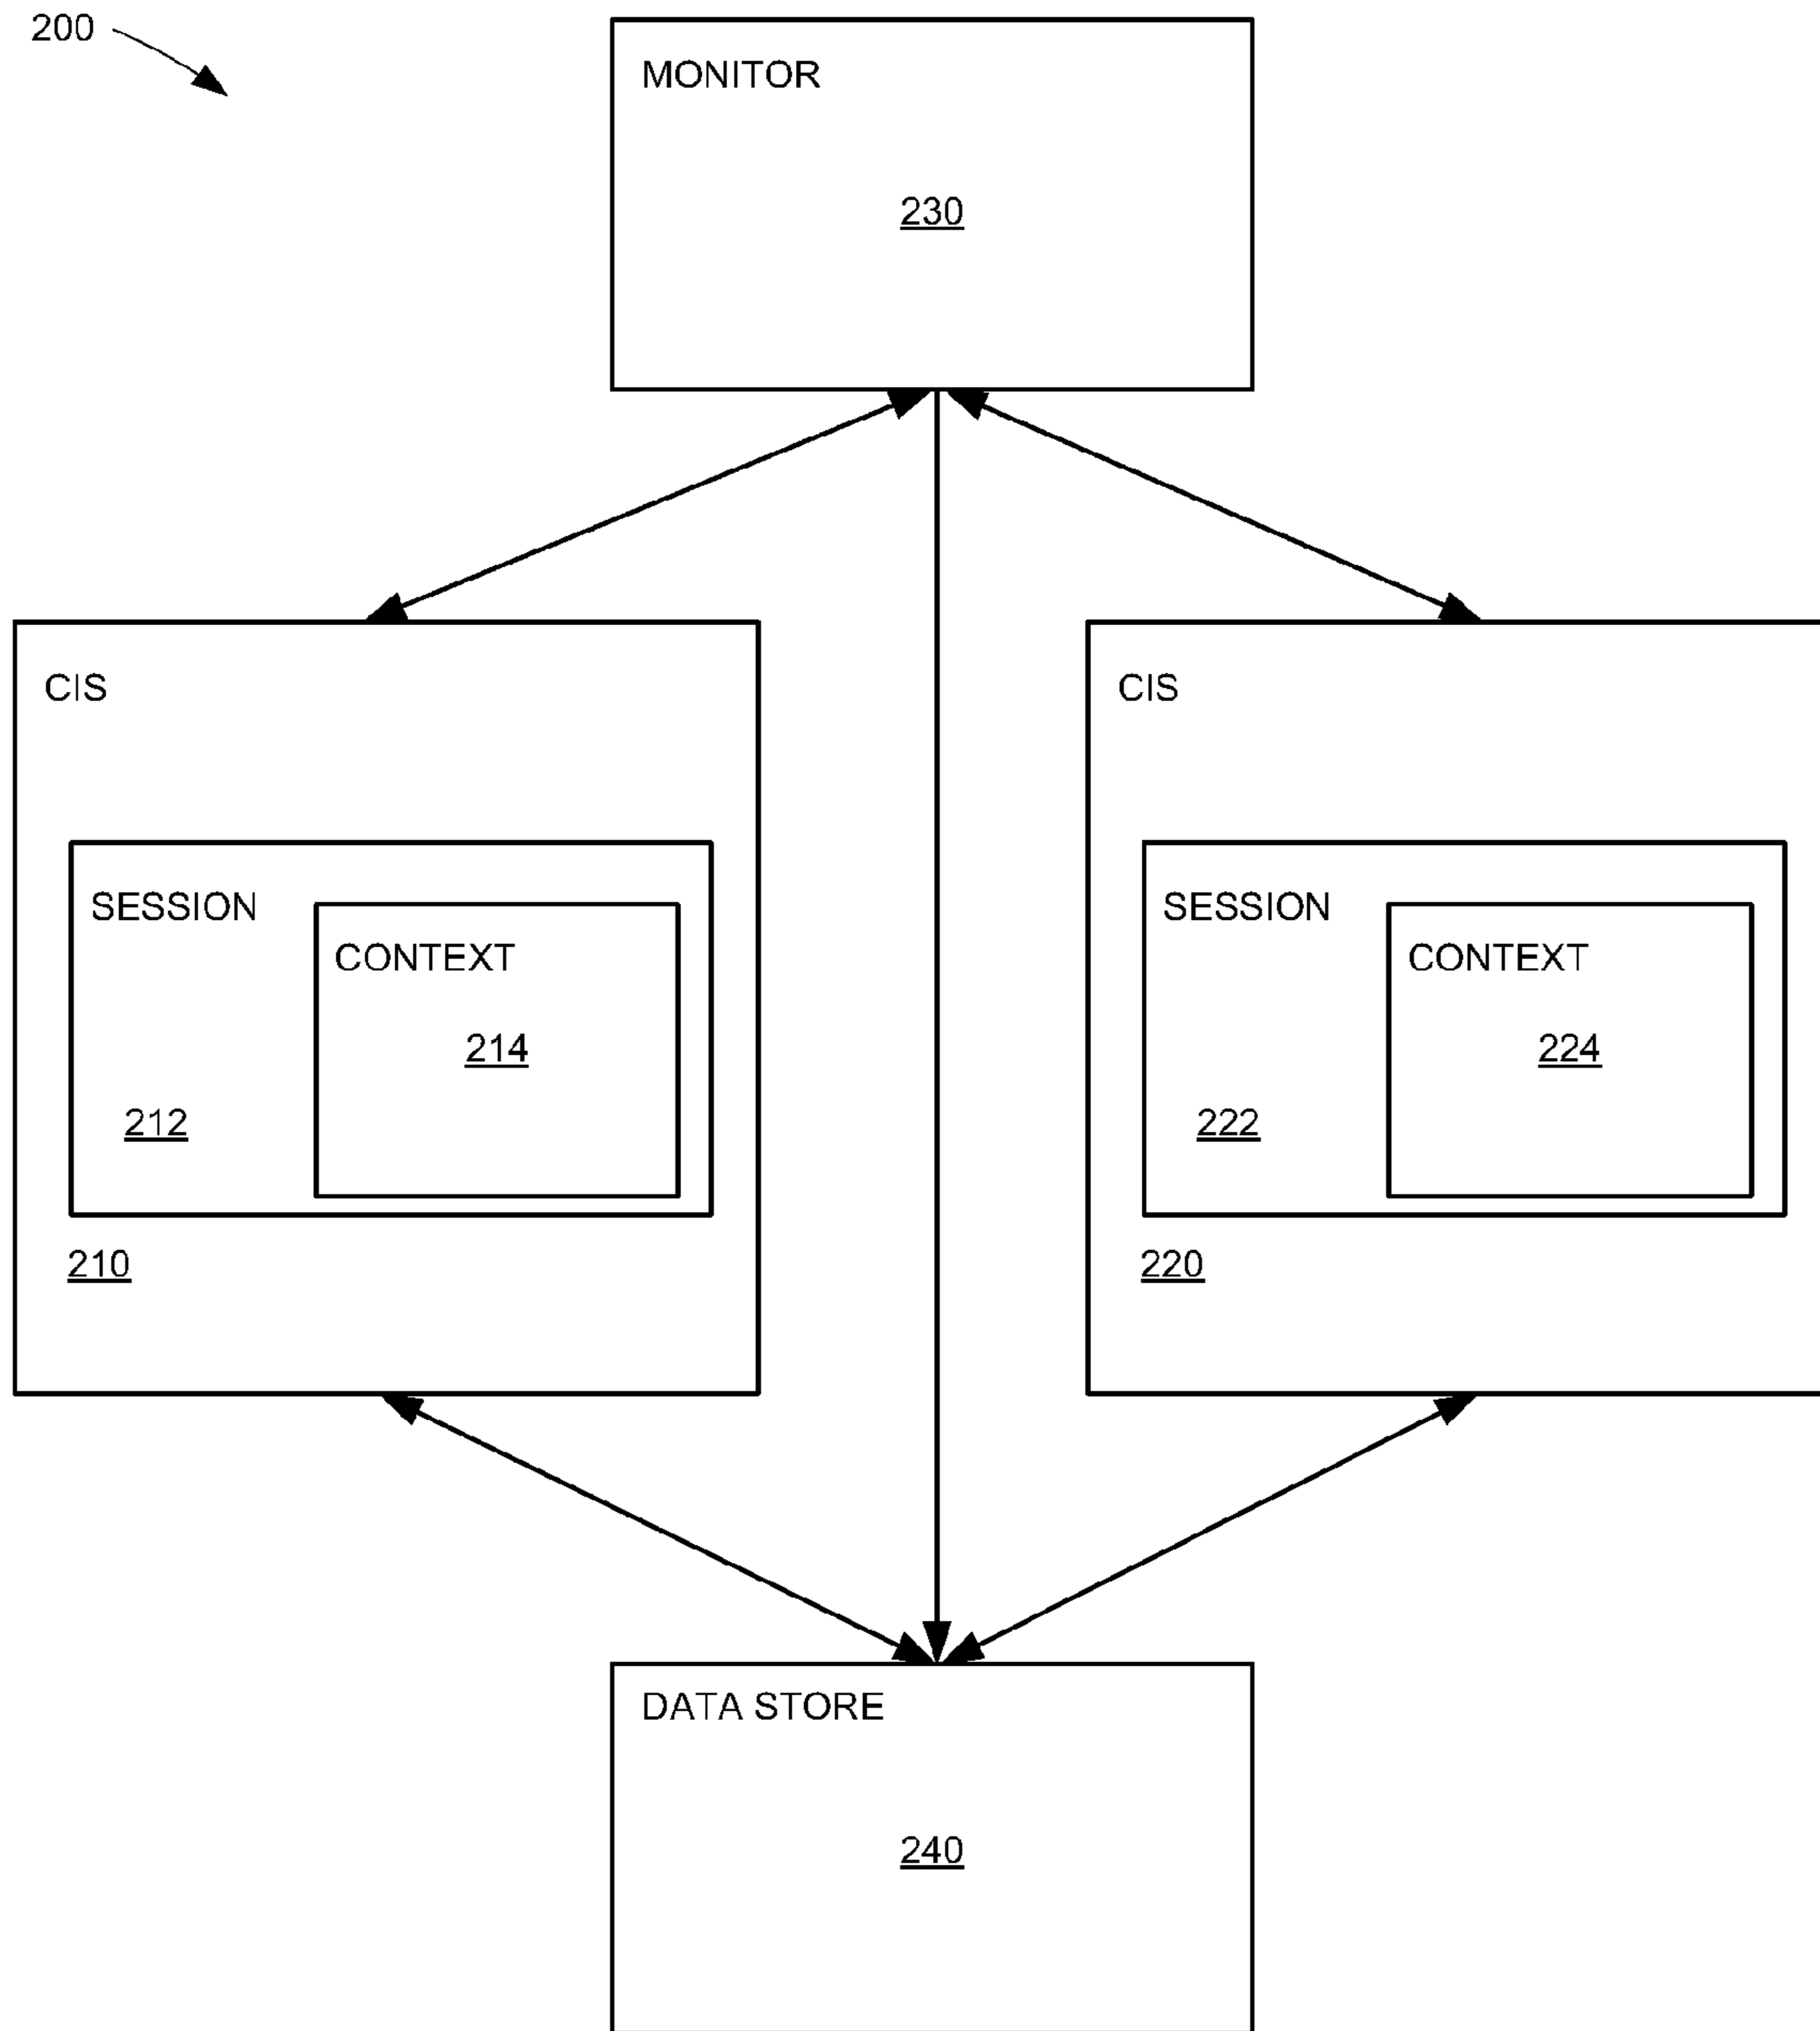 200
MONITOR
230
CIS
SESSION
CONTEXT
214
212
210
CIS
SESSION
CONTEXT
224
222
220
DATA STORE
240